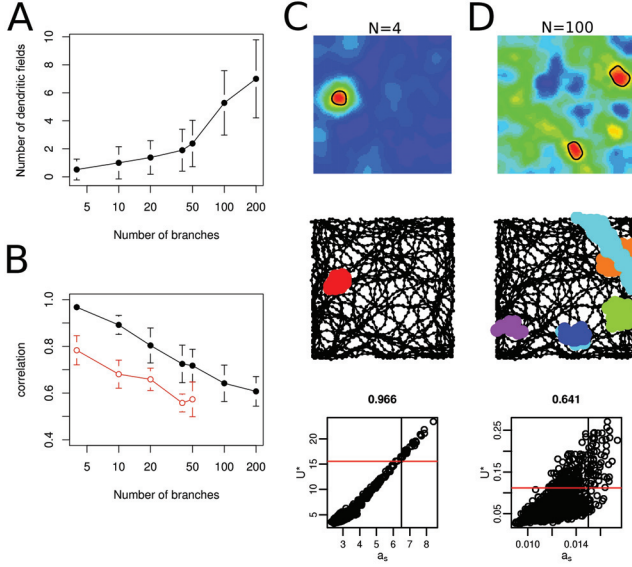 A
Number of dendritic fields
10
8
6
4
2
0
5 10 20 50 100 200
Number of branches
B
correlation
1.0
0.8
0.6
0.4
5 10 20 50 100 200
Number of branches
C
N=4
0.966
U*
20
15
10
5
3 4 5 6 7 8
aₛ
D
N=100
0.641
U*
0.25
0.15
0.05
0.010 0.014
aₛ